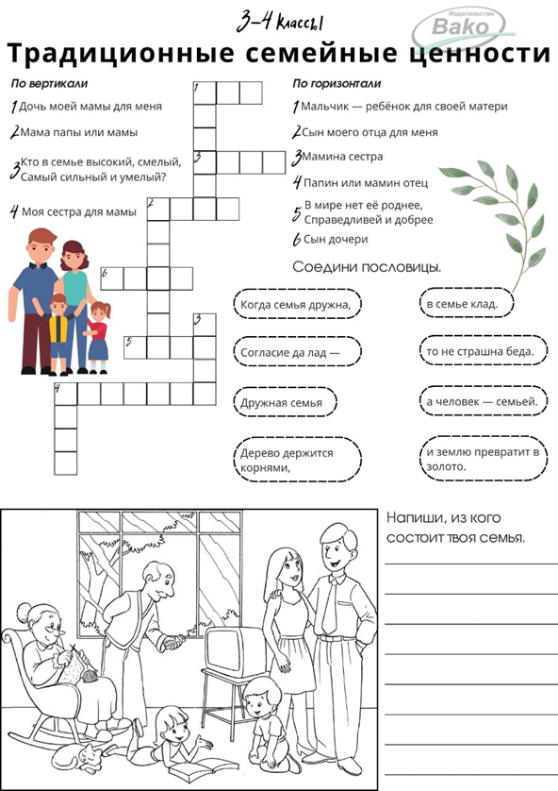 3-4 классы
Издательство
Вако
Традиционные семейные ценности
По вертикали
1 Дочь моей мамы для меня
2 Мама папы или мамы
3 Кто в семье высокий, смелый,
Самый сильный и умелый?
4 Моя сестра для мамы
По горизонтали
1 Мальчик — ребёнок для своей матери
2 Сын моего отца для меня
3 Мамина сестра
4 Папин или мамин отец
5 В мире нет её роднее,
Справедливей и добрее
6 Сын дочери
1
3
2
6
3
5
4
Соедини пословицы.
Когда семья дружна,
в семье клад.
Согласие да лад —
то не страшна беда.
Дружная семья
а человек — семьей.
Дерево держится
корнями,
и землю превратит в
золото.
Напиши, из кого
состоит твоя семья.